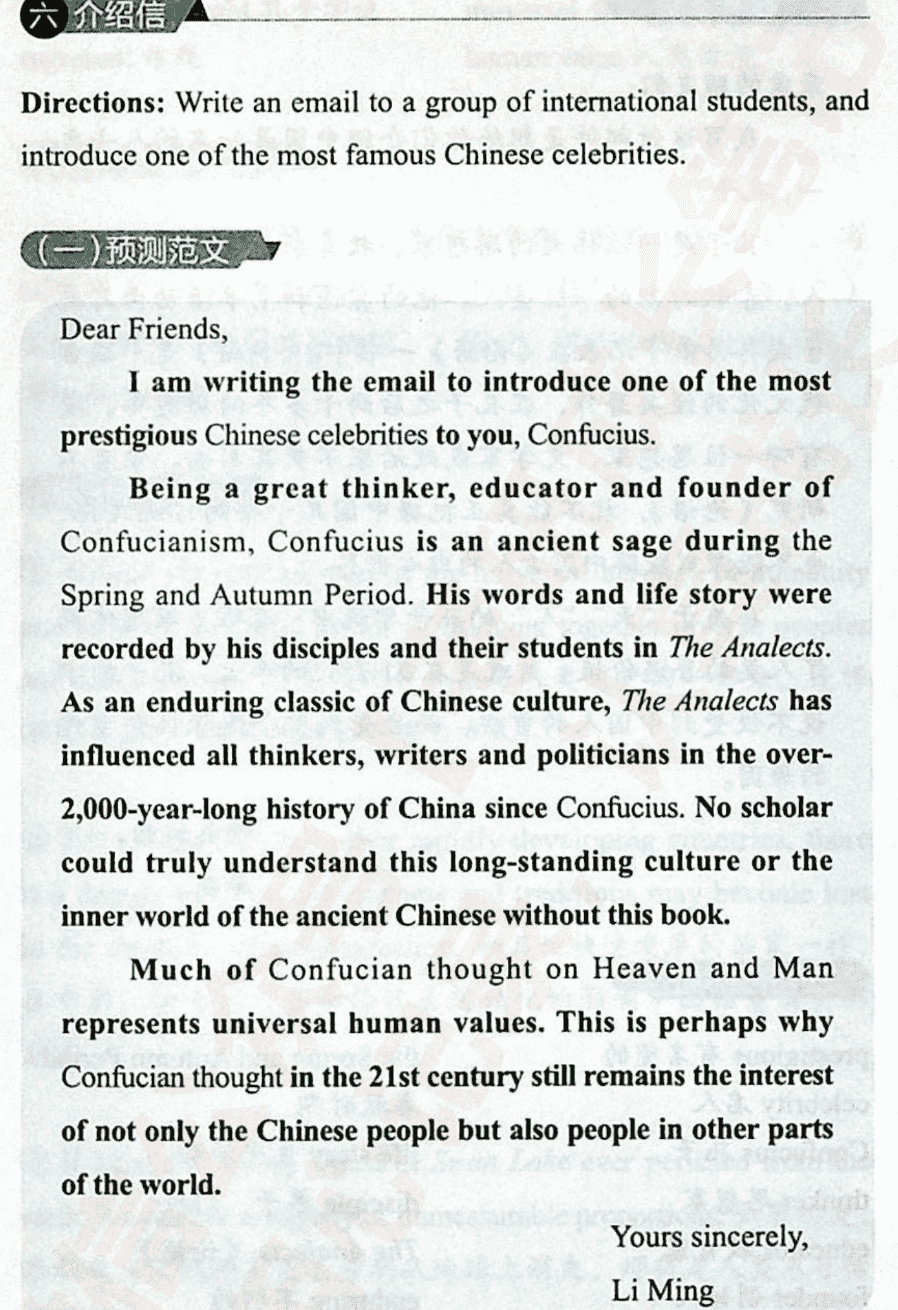 六 介绍信
Directions: Write an email to a group of international students, and
introduce one of the most famous Chinese celebrities.
(一)预测范文
Dear Friends,
I am writing the email to introduce one of the most
prestigious Chinese celebrities to you, Confucius.
Being a great thinker, educator and founder of
Confucianism, Confucius is an ancient sage during the
Spring and Autumn Period. His words and life story were
recorded by his disciples and their students in The Analects.
As an enduring classic of Chinese culture, The Analects has
influenced all thinkers, writers and politicians in the over-
2,000-year-long history of China since Confucius. No scholar
could truly understand this long-standing culture or the
inner world of the ancient Chinese without this book.
Much of Confucian thought on Heaven and Man
represents universal human values. This is perhaps why
Confucian thought in the 21st century still remains the interest
of not only the Chinese people but also people in other parts
of the world.
Yours sincerely,
Li Ming